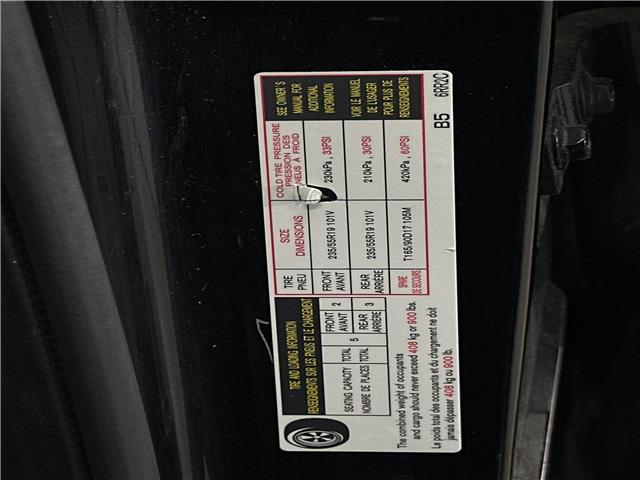 TIRE AND LOADING INFORMATION
RENSEIGNEMENTS SUR LES PNEUS ET LE CHARGEMENT
SEATING CAPACITY TOTAL 5 FRONT 2 REAR 3
NOMBRE DE PLACES TOTAL AVANT ARRIÈRE
The combined weight of occupants
and cargo should never exceed 408 kg or 900 lbs.
Le poids total des occupants et du chargement ne doit
jamais dépasser 408 kg ou 900 lb.
TIRE SIZE COLD TIRE PRESSURE SEE OWNER'S
PNEU DIMENSIONS PRESSION DES MANUAL FOR
PNEUS À FROID ADDITIONAL
FRONT 235/55R19 101V 230kPa, 33PSI INFORMATION
AVANT
REAR 235/55R19 101V 210kPa, 30PSI VOIR LE MANUEL
ARRIÈRE DE L'USAGER
SPARE T165/90D17 105M 420kPa, 60PSI POUR PLUS DE
DE SECOURS RENSEIGNEMENTS
B5 6RR2C